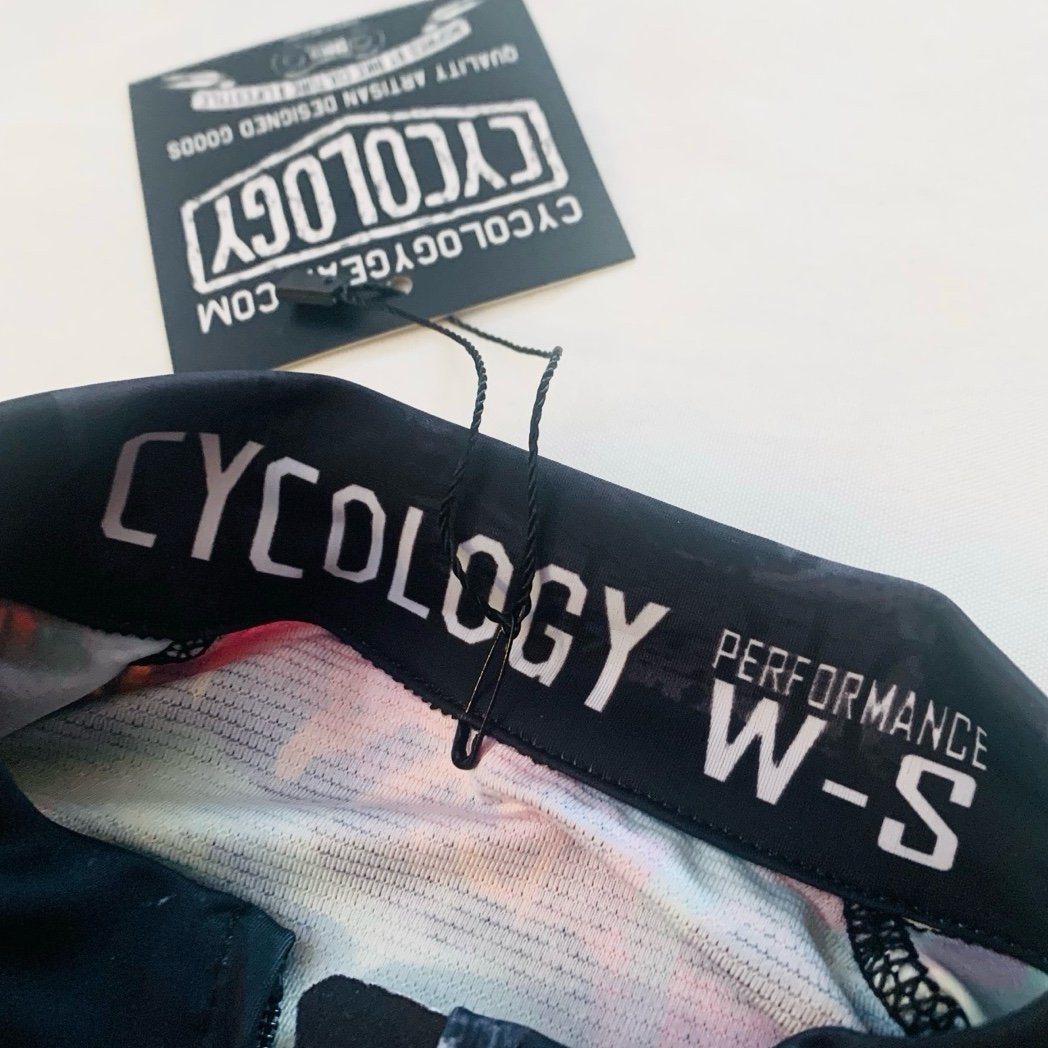 CYCOLOGYGEAR.COM
CYCOLOGY
QUALITY ARTISAN DESIGNED GOODS
CYCOLOGY
PERFORMANCE
W-S